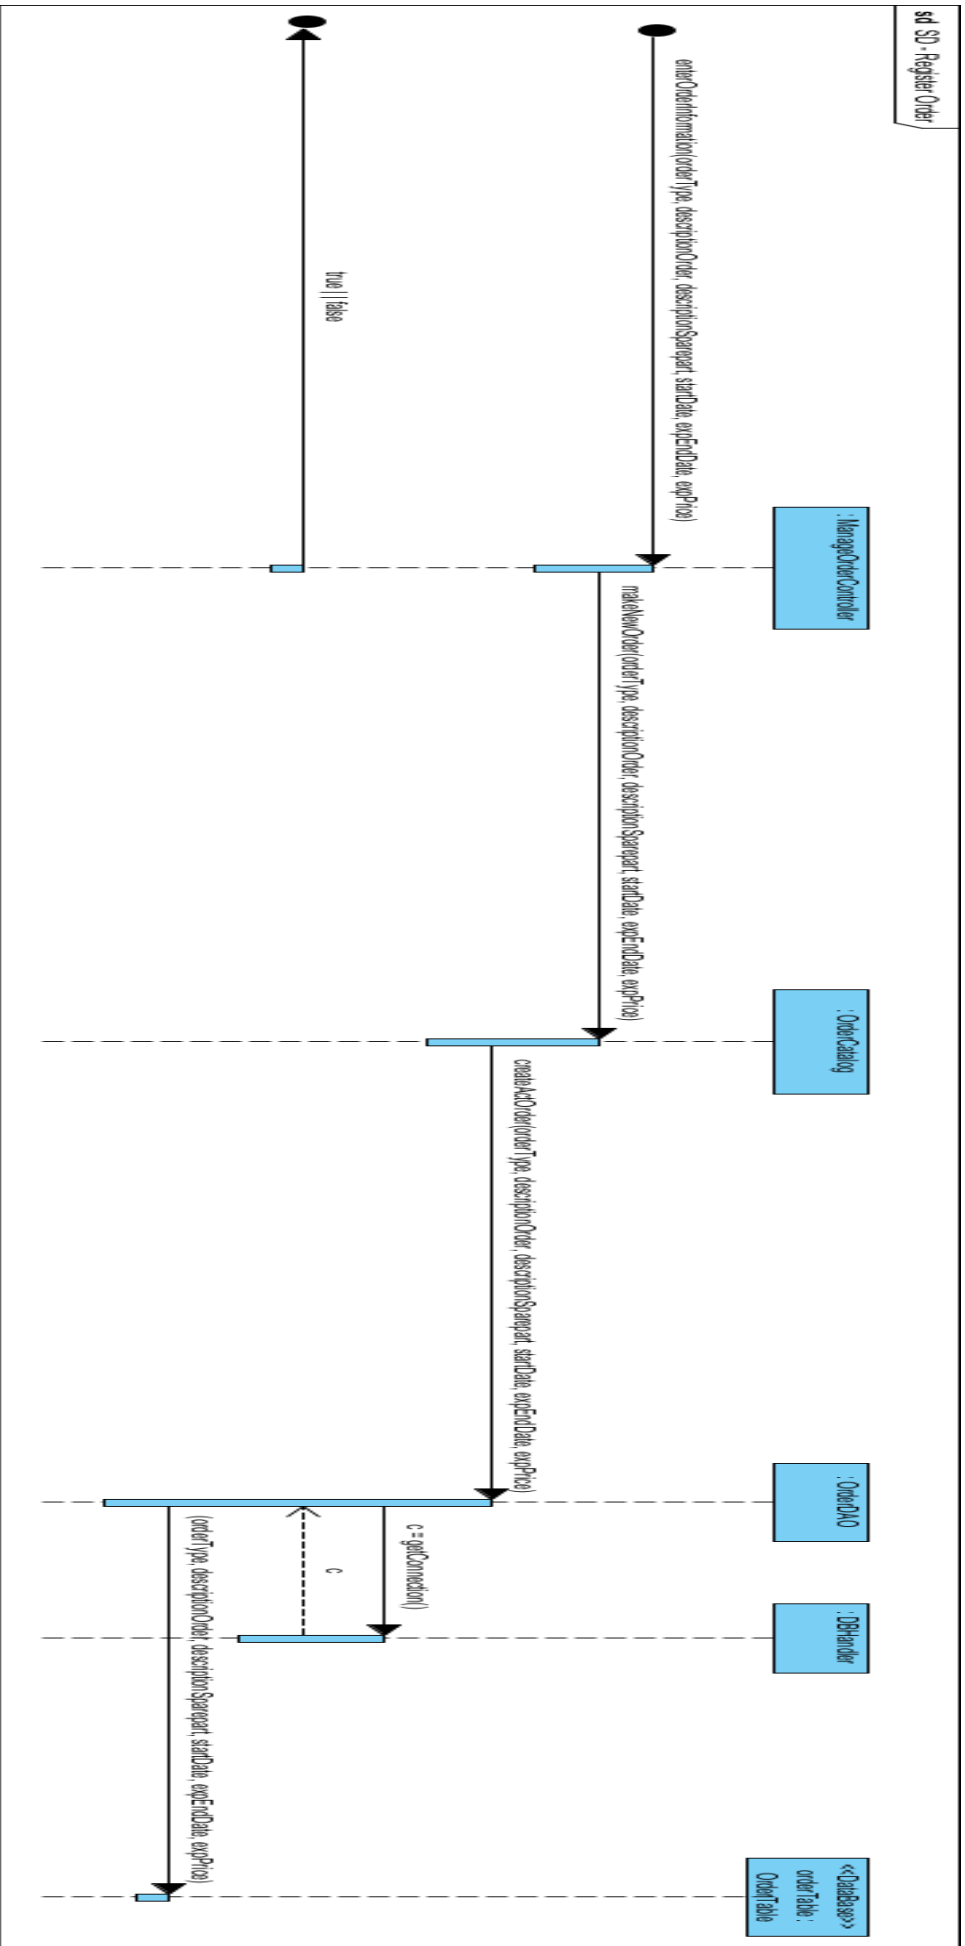 sd SD - Register Order
: ManageOrderController
: OrderCatalog
: OrderDAO
: DBHandler
<<DataBase>>
orderTable :
OrderTable
enterOrderInfomation(orderType, descriptionOrder, descriptionSparepart, startDate, expEndDate, expPrice)
makeNewOrder(orderType, descriptionOrder, descriptionSparepart, startDate, expEndDate, expPrice)
createActOrder(orderType, descriptionOrder, descriptionSparepart, startDate, expEndDate, expPrice)
c = getConnection()
true || false
c
(orderType, descriptionOrder, descriptionSparepart, startDate, expEndDate, expPrice)